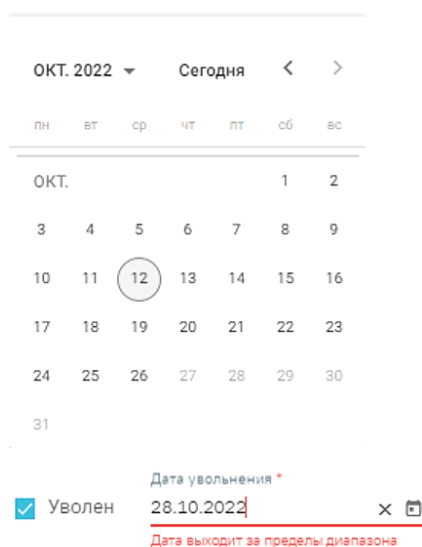 ОКТ. 2022 Сегодня
пн вт ср чт пт сб вс
ОКТ. 1 2
3 4 5 6 7 8 9
10 11 12 13 14 15 16
17 18 19 20 21 22 23
24 25 26 27 28 29 30
31
Дата увольнения *
Уволен 28.10.2022
Дата выходит за пределы диапазона